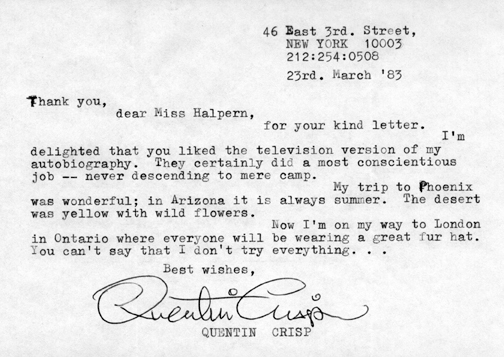 46 East 3rd. Street,
NEW YORK 10003
212:254:0508
23rd. March '83
Thank you,
dear Miss Halpern,
for your kind letter.
I'm
delighted that you liked the television version of my
autobiography. They certainly did a most conscientious
job -- never descending to mere camp.
My trip to Phoenix
was wonderful; in Arizona it is always summer. The desert
was yellow with wild flowers.
Now I'm on my way to London
in Ontario where everyone will be wearing a great fur hat.
You can't say that I don't try everything. . .
Best wishes,
Quentin Crisp
QUENTIN CRISP